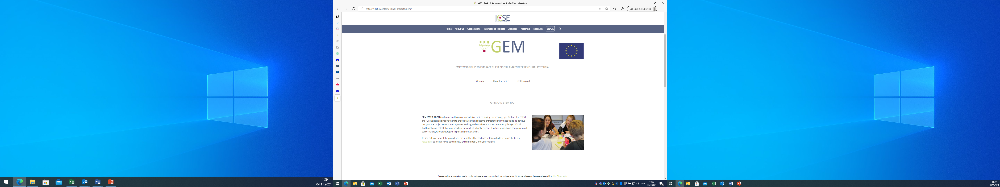 11:39
04.11.2021
GEM – ICSE – International Centre for Stem Education
https://icse.eu/international-projects/gem/
Keine Synchronisierung
ICSE
Home About Us Cooperations International Projects Activities Materials Research EN/DE
GEM
EMPOWER GIRLS* TO EMBRACE THEIR DIGITAL AND ENTREPRENEURIAL POTENTIAL
Welcome About the project Get Involved
GIRLS CAN STEM TOO!
GEM (2020-2022) is a European Union co-funded pilot project, aiming to encourage girls' interest in STEM
and ICT subjects and inspire them to choose careers and become entrepreneurs in these fields. To achieve
this goal, the project consortium organizes exciting and cost-free summer camps for girls aged 12-18.
Additionally, we establish a wide reaching network of schools, higher education institutions, companies and
policy makers, who support girls in pursuing these careers.
To find out more about the project you can visit the other sections of this website or subscribe to our
newsletter to receive news concerning GEM comfortably into your mailbox.
We use cookies to ensure that we give you the best experience on our website. If you continue to use this site we will assume that you are happy with it. Ok Privacy policy
DEU
11:39
04.11.2021
11:39
04.11.2021